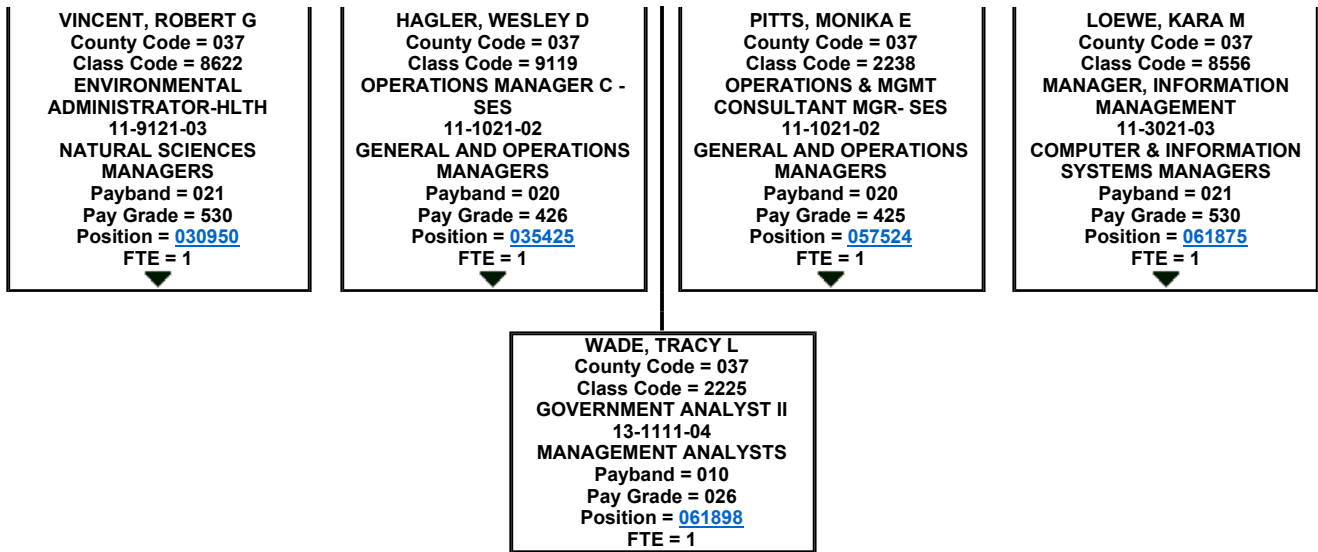 VINCENT, ROBERT G
County Code = 037
Class Code = 8622
ENVIRONMENTAL
ADMINISTRATOR-HLTH
11-9121-03
NATURAL SCIENCES
MANAGERS
Payband = 021
Pay Grade = 530
Position = 030950
FTE = 1
HAGLER, WESLEY D
County Code = 037
Class Code = 9119
OPERATIONS MANAGER C -
SES
11-1021-02
GENERAL AND OPERATIONS
MANAGERS
Payband = 020
Pay Grade = 426
Position = 035425
FTE = 1
PITTS, MONIKA E
County Code = 037
Class Code = 2238
OPERATIONS & MGMT
CONSULTANT MGR- SES
11-1021-02
GENERAL AND OPERATIONS
MANAGERS
Payband = 020
Pay Grade = 425
Position = 057524
FTE = 1
LOEWE, KARA M
County Code = 037
Class Code = 8556
MANAGER, INFORMATION
MANAGEMENT
11-3021-03
COMPUTER & INFORMATION
SYSTEMS MANAGERS
Payband = 021
Pay Grade = 530
Position = 061875
FTE = 1
WADE, TRACY L
County Code = 037
Class Code = 2225
GOVERNMENT ANALYST II
13-1111-04
MANAGEMENT ANALYSTS
Payband = 010
Pay Grade = 026
Position = 061898
FTE = 1